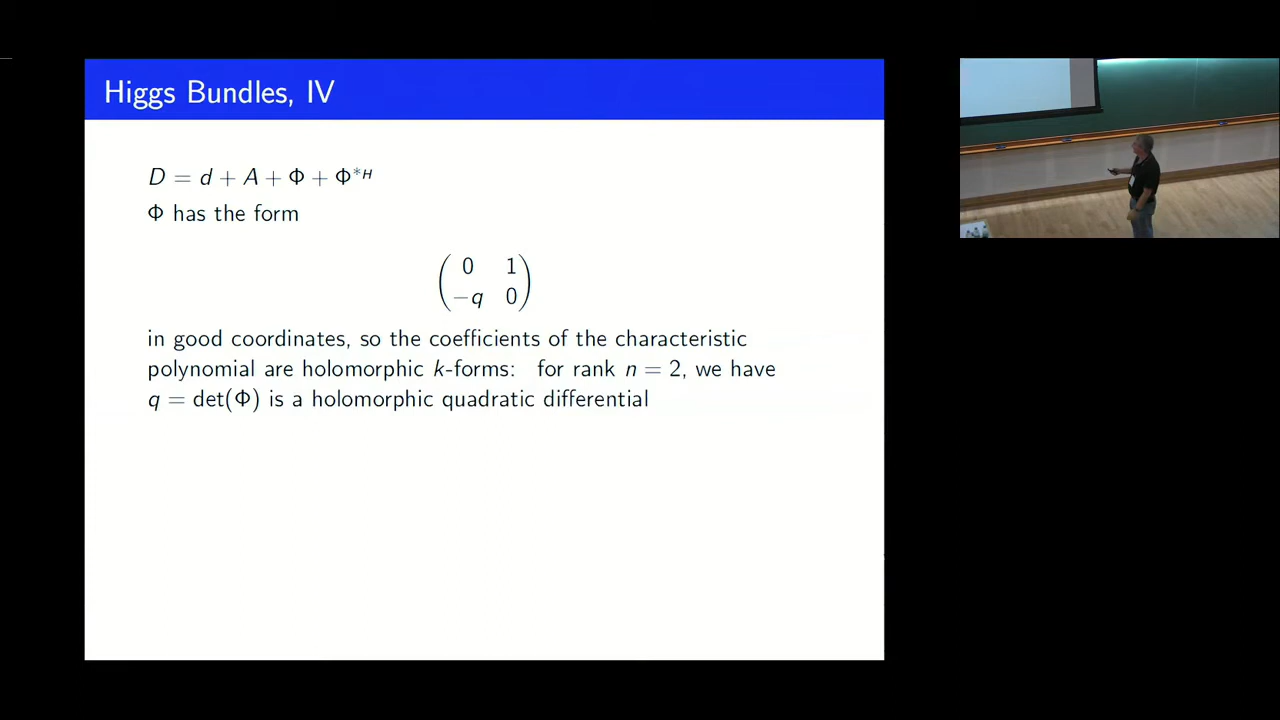 Higgs Bundles, IV
D = d + A + Φ + Φ*ᴴ
Φ has the form
0 1
−q 0
in good coordinates, so the coefficients of the characteristic
polynomial are holomorphic k-forms: for rank n = 2, we have
q = det(Φ) is a holomorphic quadratic differential